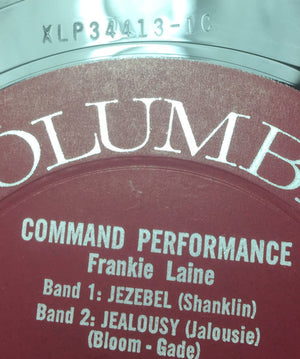 XLP34413-1C
OLUMB
COMMAND PERFORMANCE
Frankie Laine
Band 1: JEZEBEL (Shanklin)
Band 2: JEALOUSY (Jalousie)
(Bloom - Gade)